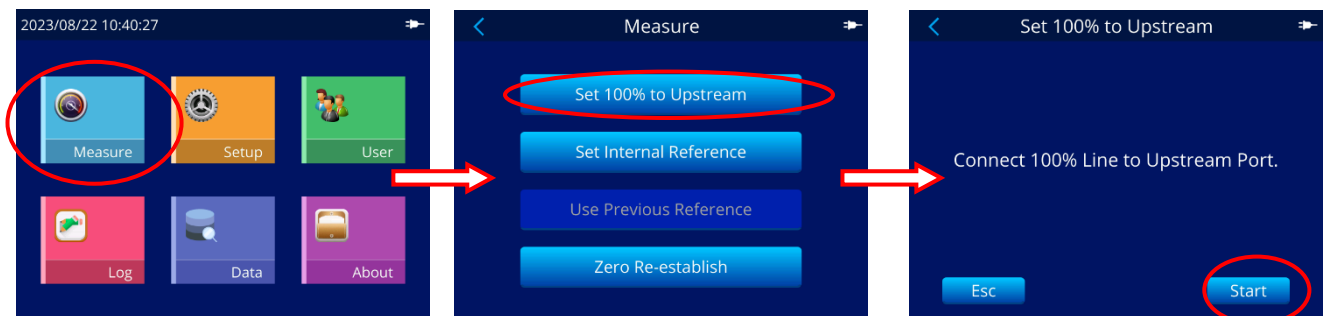 2023/08/22 10:40:27
Measure
Setup
User
Log
Data
About
Measure
Set 100% to Upstream
Set Internal Reference
Use Previous Reference
Zero Re-establish
Set 100% to Upstream
Connect 100% Line to Upstream Port.
Esc
Start